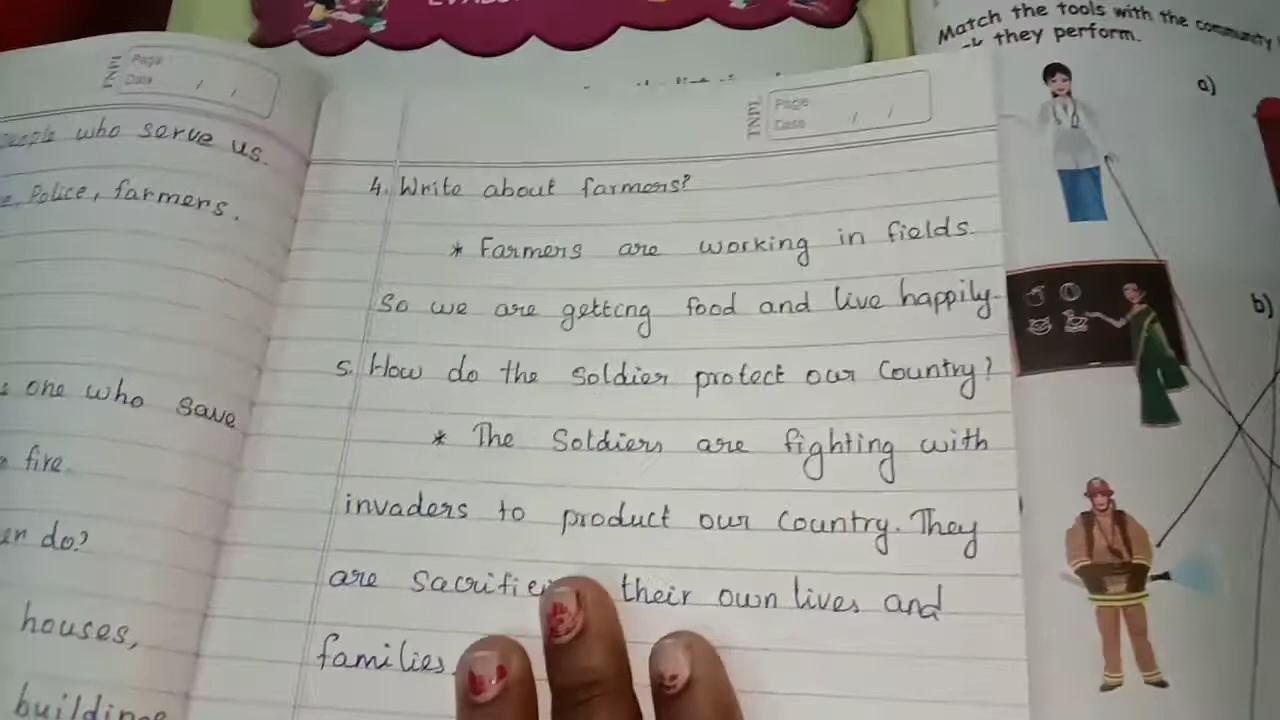 Match the tools with the community
they perform.
a)
b)
TNPL
Page
Date / /
who serve us.
Police, farmers.
one who save
fire.
do?
houses,
TNPL
Page
Date / /
4. Write about farmers?
* Farmers are working in fields.
So we are getting food and live happily.
5. How do the Soldier protect our Country?
* The Soldiers are fighting with
invaders to product our Country. They
are their own lives and
families.